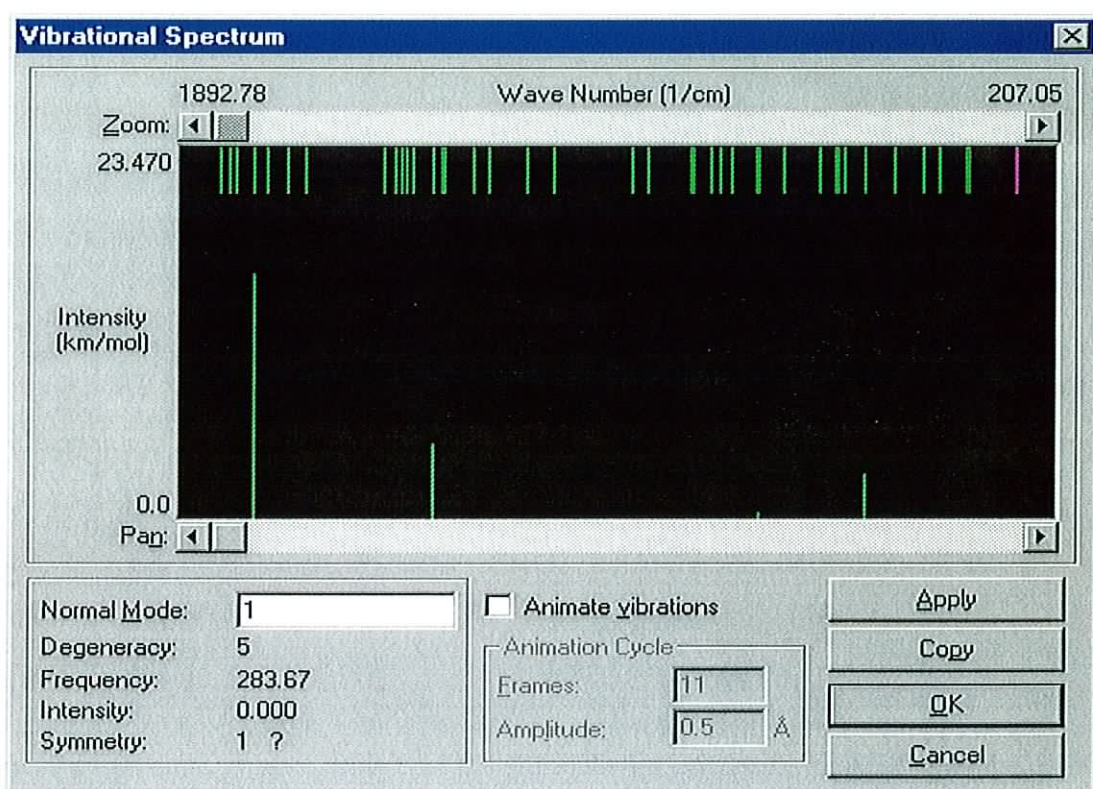 Vibrational Spectrum
1892.78 Wave Number (1/cm) 207.05
Zoom:
23.470
Intensity
(km/mol)
0.0
Pan:
Normal Mode: 1
Degeneracy: 5
Frequency: 283.67
Intensity: 0.000
Symmetry: 1 ?
Animate vibrations
Animation Cycle
Frames: 11
Amplitude: 0.5 Å
Apply
Copy
OK
Cancel